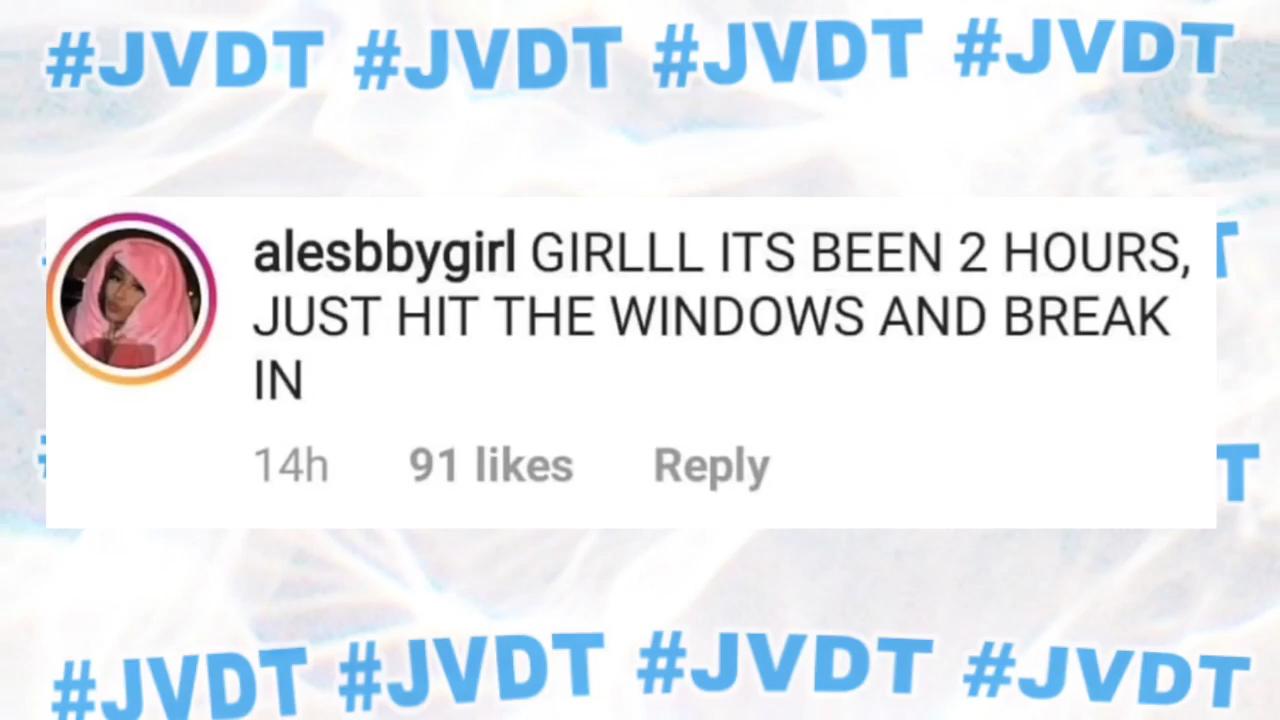 #JVDT #JVDT #JVDT #JVDT
alesbbygirl GIRLLL ITS BEEN 2 HOURS,
JUST HIT THE WINDOWS AND BREAK
IN
14h 91 likes Reply
#JVDT #JVDT #JVDT #JVDT